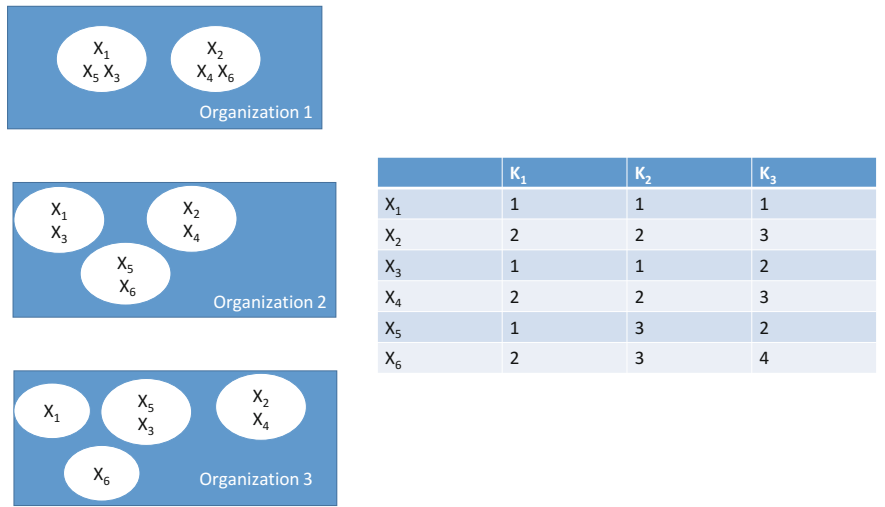 X₁
X₅ X₃
X₂
X₄ X₆
Organization 1
X₁
X₃
X₂
X₄
X₅
X₆
Organization 2
X₁
X₅
X₃
X₂
X₄
X₆
Organization 3
K₁ K₂ K₃
X₁ 1 1 1
X₂ 2 2 3
X₃ 1 1 2
X₄ 2 2 3
X₅ 1 3 2
X₆ 2 3 4